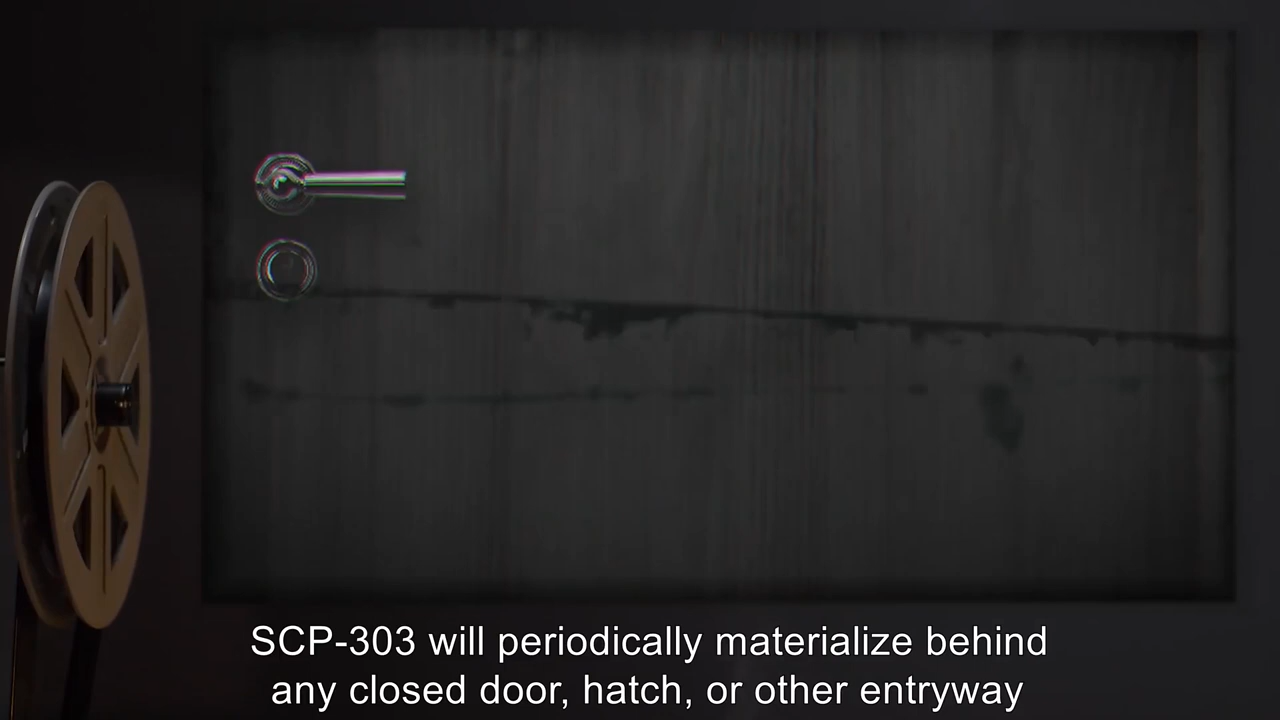 SCP-303 will periodically materialize behind
any closed door, hatch, or other entryway